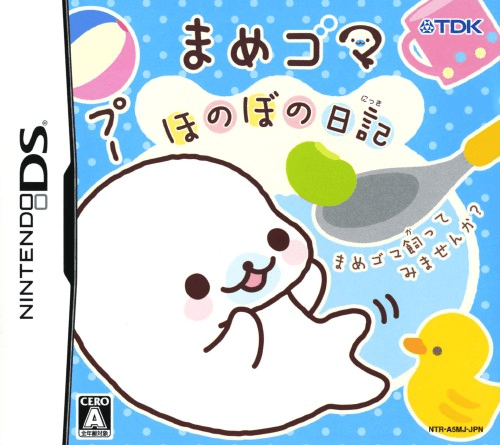 まめゴマ
TDK
プー
ほのぼの日記
にっき
まめゴマ飼って
か
みませんか?
NINTENDO DS®
CERO
A
全年齢対象
NTR-A5MJ-JPN